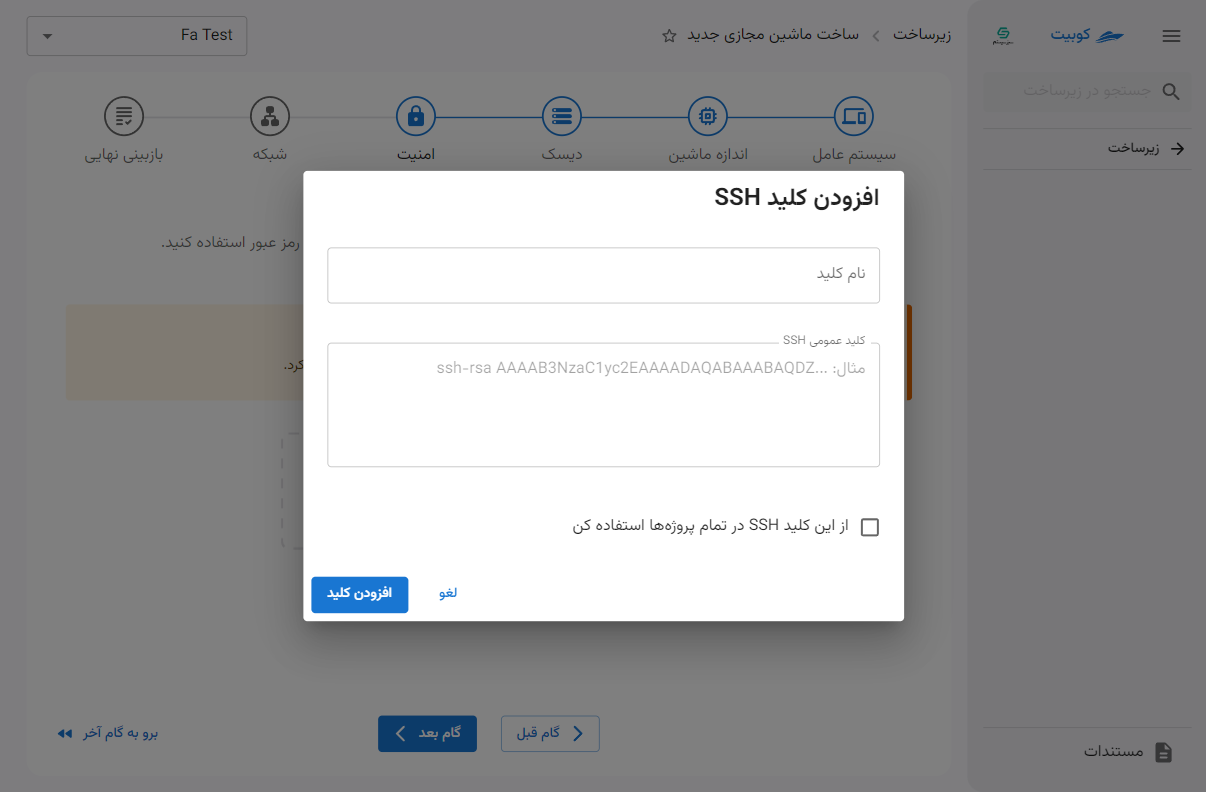 کوبیت
جستجو در زیرساخت
زیرساخت
مستندات
زیرساخت
ساخت ماشین مجازی جدید
Fa Test
سیستم عامل
اندازه ماشین
دیسک
امنیت
شبکه
بازبینی نهایی
رمز عبور استفاده کنید.
کرد.
افزودن کلید SSH
نام کلید
کلید عمومی SSH
مثال: ssh-rsa AAAAB3NzaC1yc2EAAAADAQABAAABAQDZ...
از این کلید SSH در تمام پروژه‌ها استفاده کن
لغو
افزودن کلید
گام قبل
گام بعد
برو به گام آخر